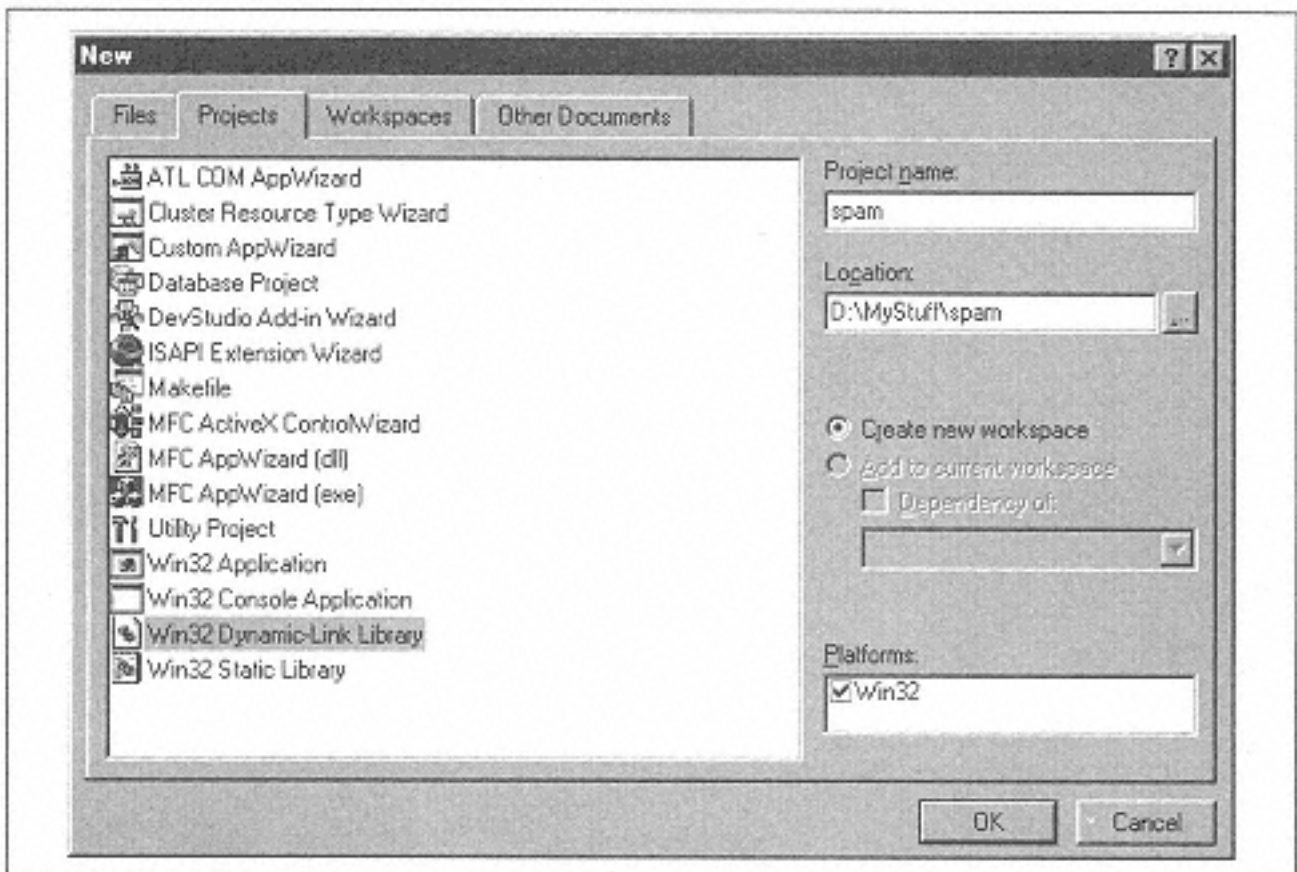 New
Files
Projects
Workspaces
Other Documents
ATL COM AppWizard
Cluster Resource Type Wizard
Custom AppWizard
Database Project
DevStudio Add-in Wizard
ISAPI Extension Wizard
Makefile
MFC ActiveX ControlWizard
MFC AppWizard (dll)
MFC AppWizard (exe)
Utility Project
Win32 Application
Win32 Console Application
Win32 Dynamic-Link Library
Win32 Static Library
Project name:
spam
Location:
D:\MyStuff\spam
...
Create new workspace
Add to current workspace
Dependency of:
Platforms:
Win32
OK
Cancel